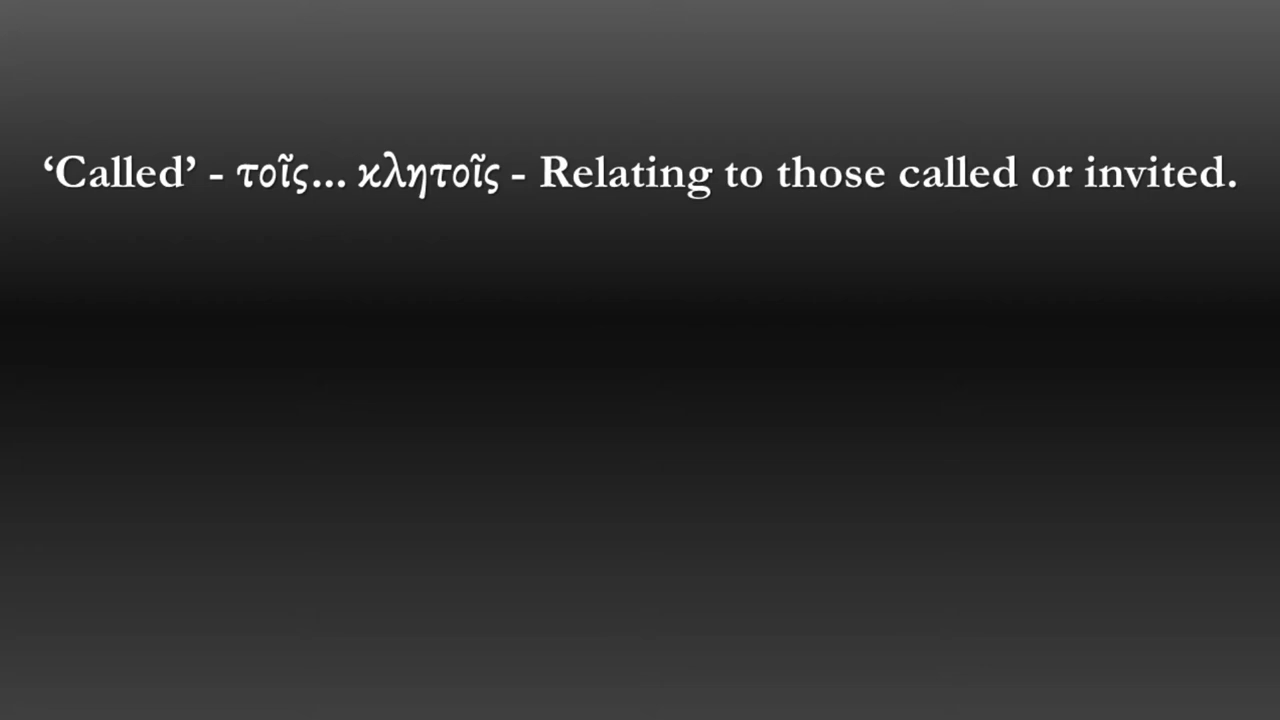 ‘Called’ - τοῖς... κλητοῖς - Relating to those called or invited.